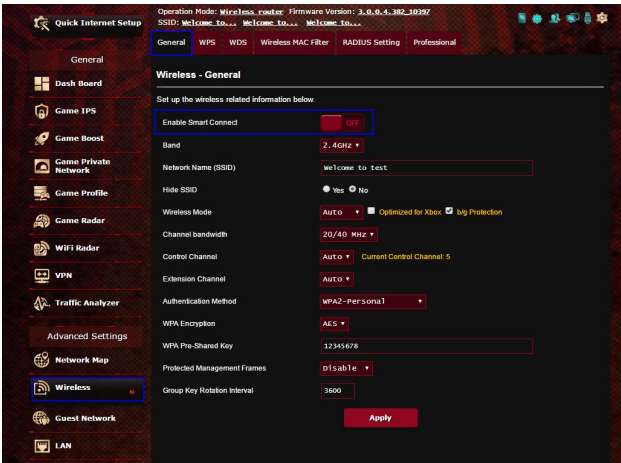 Quick Internet Setup
Operation Mode: Wireless router Firmware Version: 3.0.0.4.382_10397
SSID: Welcome to... Welcome to... Welcome to...
General WPS WDS Wireless MAC Filter RADIUS Setting Professional
General
Dash Board
Game IPS
Game Boost
Game Private
Network
Game Profile
Game Radar
WiFi Radar
VPN
Traffic Analyzer
Advanced Settings
Network Map
Wireless
Guest Network
LAN
Wireless - General
Set up the wireless related information below.
Enable Smart Connect OFF
Band 2.4GHz
Network Name (SSID) Welcome to test
Hide SSID Yes No
Wireless Mode Auto Optimized for Xbox b/g Protection
Channel bandwidth 20/40 MHz
Control Channel Auto Current Control Channel: 5
Extension Channel Auto
Authentication Method WPA2-Personal
WPA Encryption AES
WPA Pre-Shared Key 12345678
Protected Management Frames Disable
Group Key Rotation Interval 3600
Apply